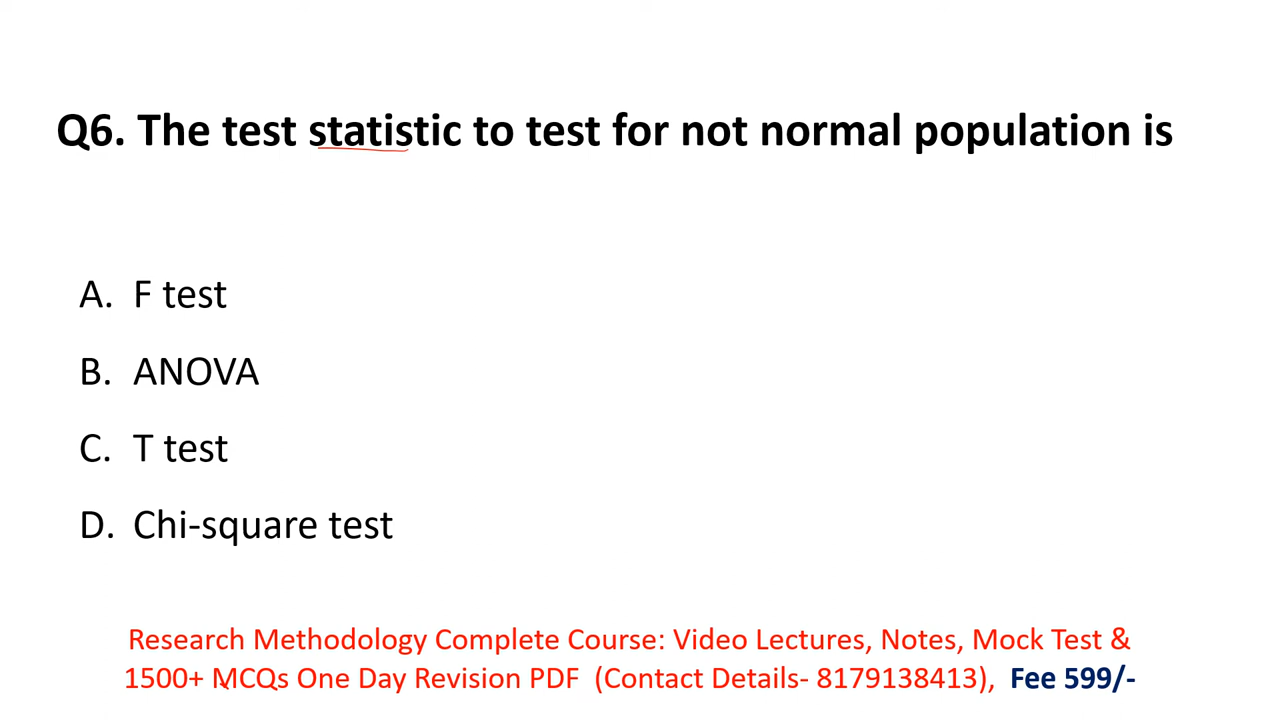 Q6. The test statistic to test for not normal population is
A. F test
B. ANOVA
C. T test
D. Chi-square test
Research Methodology Complete Course: Video Lectures, Notes, Mock Test &
1500+ MCQs One Day Revision PDF (Contact Details- 8179138413), Fee 599/-